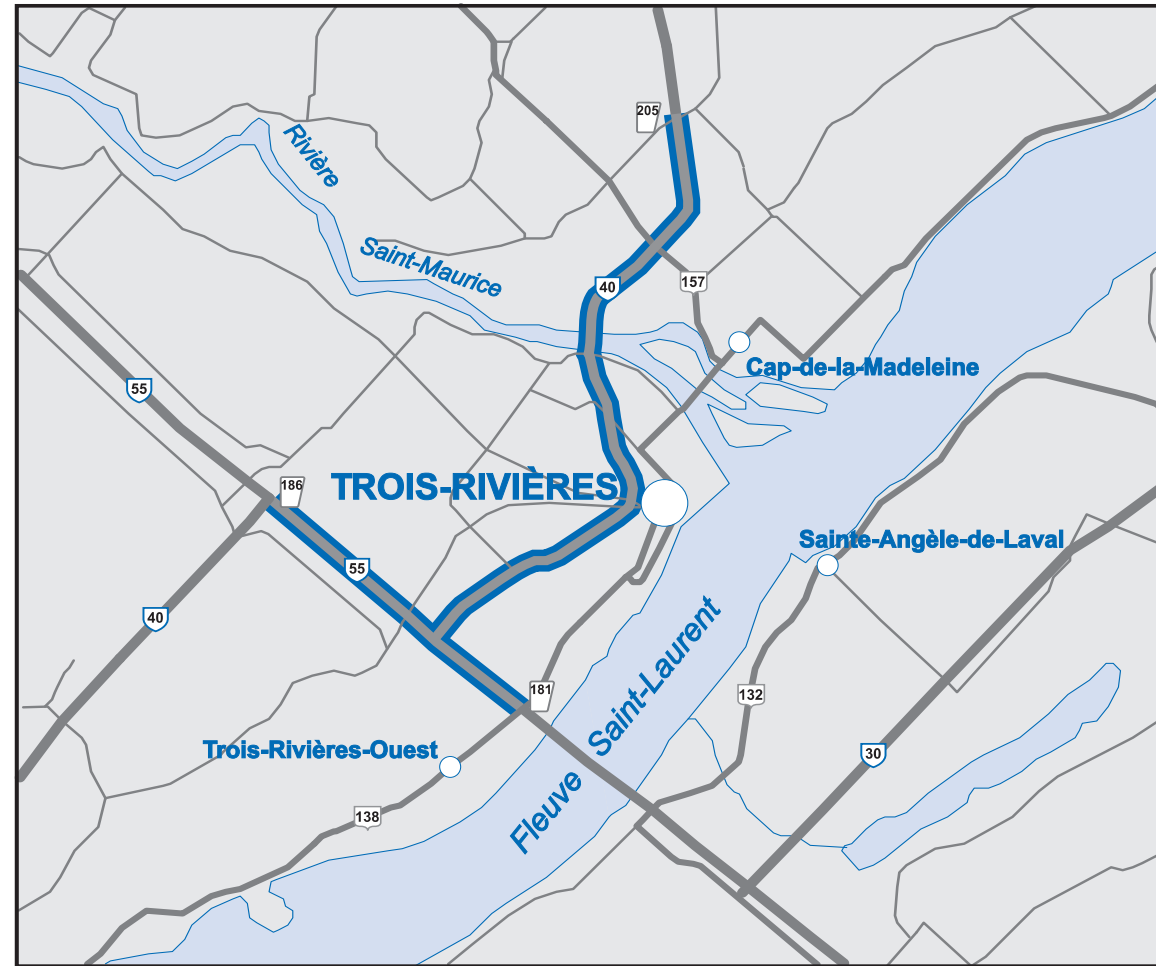 205
Rivière
Saint-Maurice
40
157
Cap-de-la-Madeleine
55
186
TROIS-RIVIÈRES
Sainte-Angèle-de-Laval
55
40
Fleuve Saint-Laurent
181
132
Trois-Rivières-Ouest
30
138